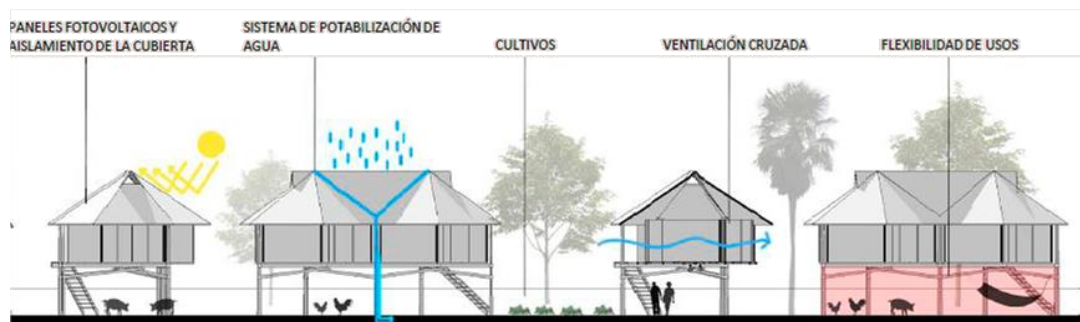 PANELES FOTOVOLTAICOS Y
AISLAMIENTO DE LA CUBIERTA
SISTEMA DE POTABILIZACIÓN DE
AGUA
CULTIVOS
VENTILACIÓN CRUZADA
FLEXIBILIDAD DE USOS